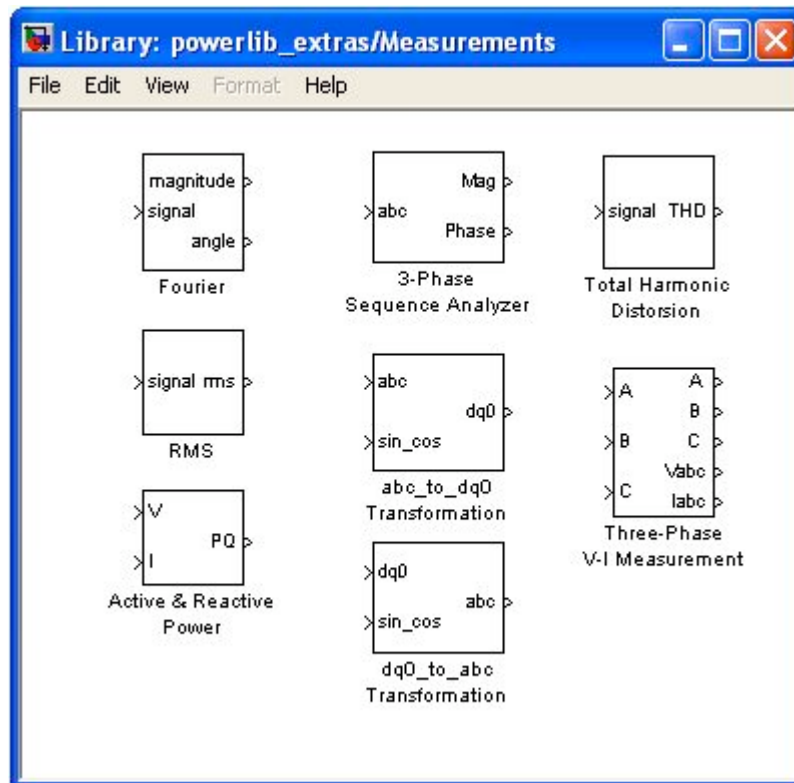 Library: powerlib_extras/Measurements
File Edit View Format Help
magnitude
signal
angle
Fourier
Mag
abc
Phase
3-Phase
Sequence Analyzer
signal THD
Total Harmonic
Distorsion
signal rms
RMS
abc
dq0
sin_cos
abc_to_dq0
Transformation
A A
B
B C
Vabc
C
Iabc
Three-Phase
V-I Measurement
V
PQ
I
Active & Reactive
Power
dq0
abc
sin_cos
dq0_to_abc
Transformation